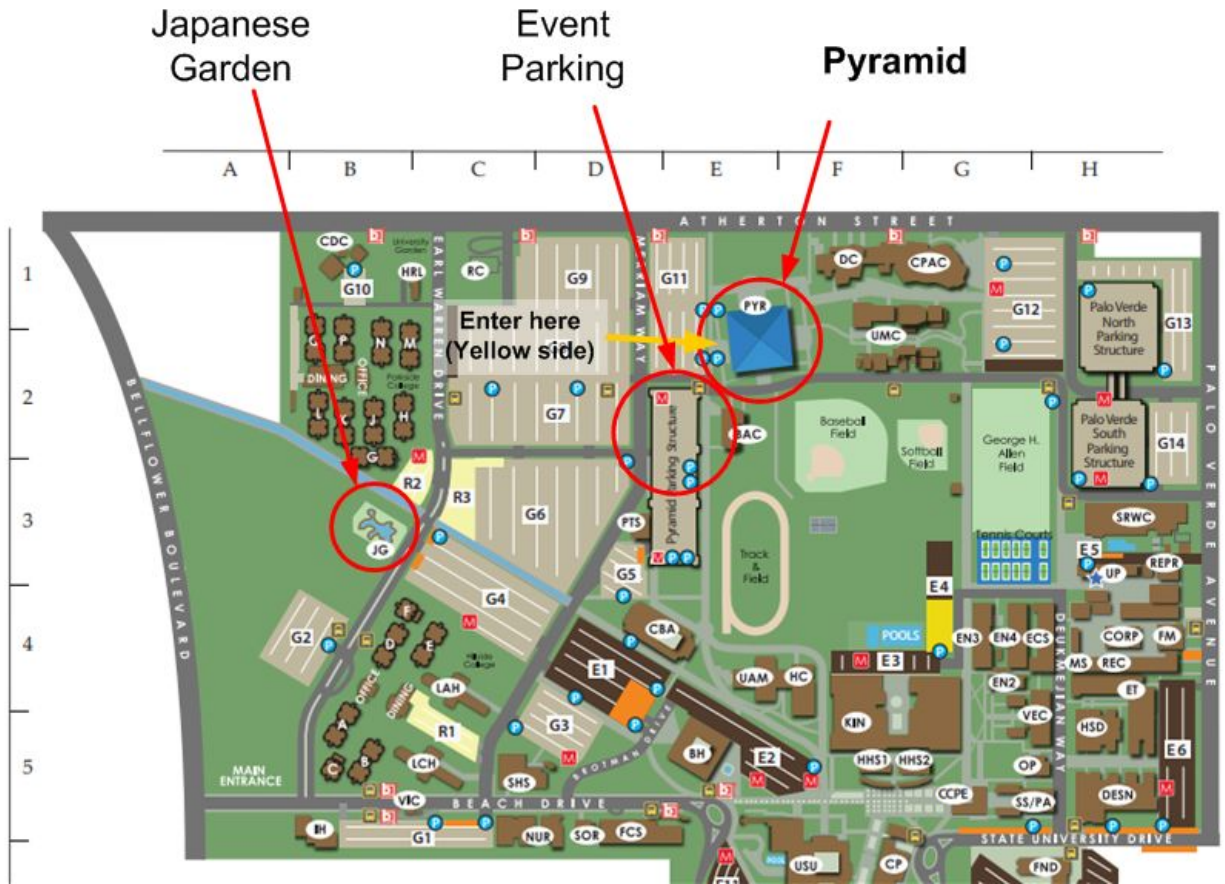 Japanese
Garden
Event
Parking
Pyramid
A B C D E F G H
ATHERTON STREET
1
2
3
4
5
CDC
University
Garden
HRL
G10
EARL WARREN DRIVE
RC
G9
MERIAM WAY
G11
PYR
DC
CPAC
G12
UMC
Palo Verde
North
Parking
Structure
G13
Enter here
(Yellow side)
P
N
M
DINING
OFFICE
Parkside
College
L
K
J
H
G
G7
BAC
Baseball
Field
Softball
Field
George H.
Allen
Field
Palo Verde
South
Parking
Structure
G14
PALO VERDE AVENUE
BELLFLOWER BOULEVARD
R2
R3
G6
Pyramid Parking Structure
PTS
JG
Track
&
Field
Tennis Courts
SRWC
E5
UP
REPR
G5
G4
G2
E4
F
D
E
Hillside
College
OFFICE
DINING
LAH
CBA
E1
POOLS
EN3
EN4
ECS
DEUKMEJIAN WAY
CORP
FM
MS
REC
E3
UAM
HC
EN2
ET
A
B
C
R1
LCH
G3
BROTMAN DRIVE
BH
E2
KIN
VEC
HSD
E6
MAIN
ENTRANCE
SHS
HHS1
HHS2
OP
CCPE
SS/PA
DESN
VIC
BEACH DRIVE
IH
G1
NUR
SOR
FCS
STATE UNIVERSITY DRIVE
USU
CP
FND